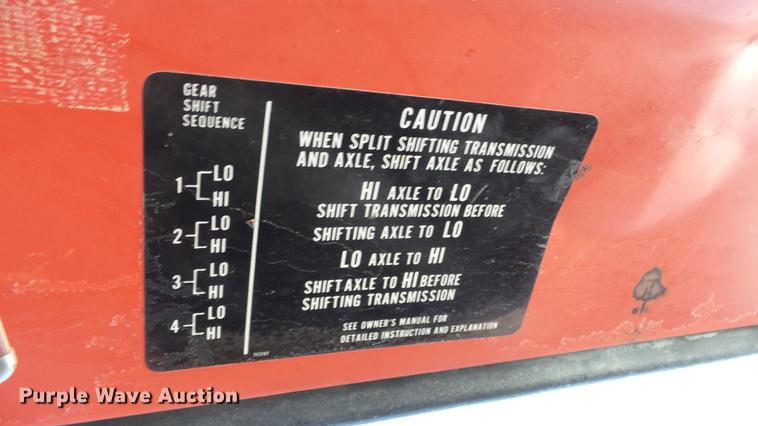 GEAR
SHIFT
SEQUENCE
1 LO
HI
2 LO
HI
3 LO
HI
4 LO
HI
CAUTION
WHEN SPLIT SHIFTING TRANSMISSION
AND AXLE, SHIFT AXLE AS FOLLOWS:
HI AXLE TO LO
SHIFT TRANSMISSION BEFORE
SHIFTING AXLE TO LO
LO AXLE TO HI
SHIFT AXLE TO HI BEFORE
SHIFTING TRANSMISSION
SEE OWNER'S MANUAL FOR
DETAILED INSTRUCTION AND EXPLANATION
Purple Wave Auction